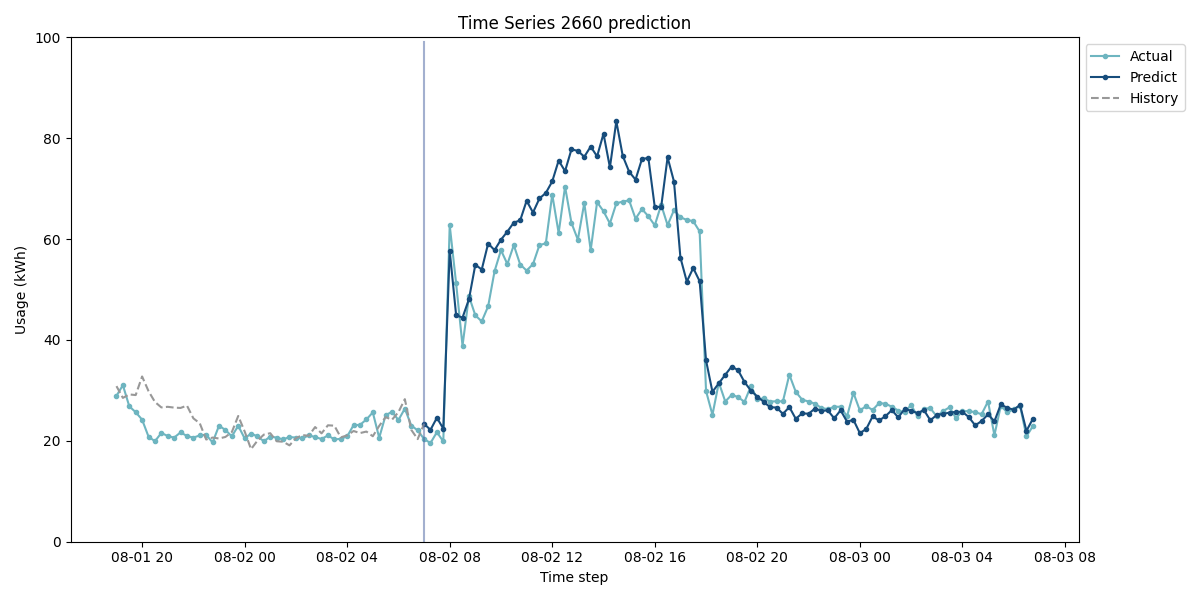 Time Series 2660 prediction
Actual
Predict
History
Usage (kWh)
100
80
60
40
20
0
08-01 20
08-02 00
08-02 04
08-02 08
08-02 12
08-02 16
08-02 20
08-03 00
08-03 04
08-03 08
Time step